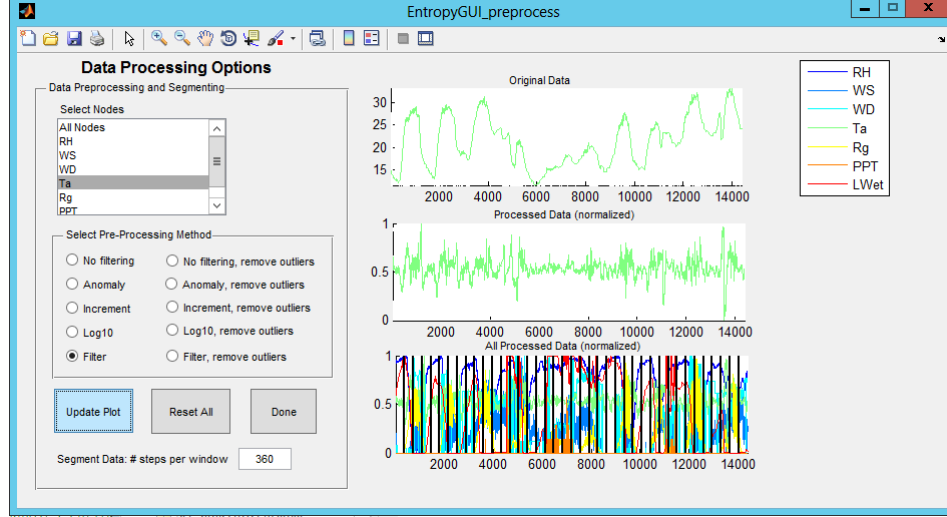 EntropyGUI_preprocess
Data Processing Options
Data Preprocessing and Segmenting
Select Nodes
All Nodes
RH
WS
WD
Ta
Rg
PPT
Select Pre-Processing Method
No filtering
No filtering, remove outliers
Anomaly
Anomaly, remove outliers
Increment
Increment, remove outliers
Log10
Log10, remove outliers
Filter
Filter, remove outliers
Update Plot
Reset All
Done
Segment Data: # steps per window
360
Original Data
30
25
20
15
2000 4000 6000 8000 10000 12000 14000
Processed Data (normalized)
1
0.5
0
2000 4000 6000 8000 10000 12000 14000
All Processed Data (normalized)
1
0.5
0
2000 4000 6000 8000 10000 12000 14000
RH
WS
WD
Ta
Rg
PPT
LWet